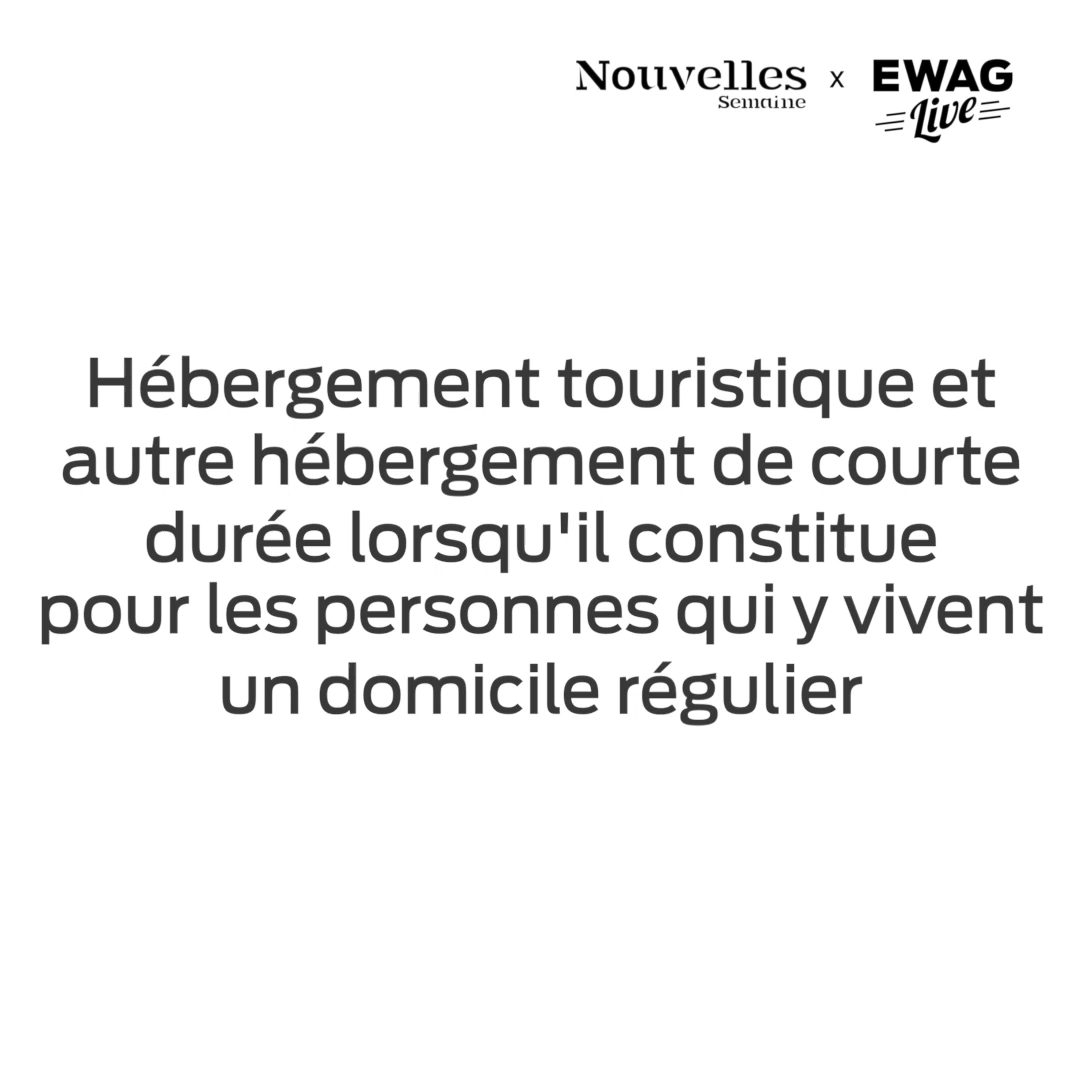 Nouvelles x EWAG
Semaine Live
Hébergement touristique et
autre hébergement de courte
durée lorsqu'il constitue
pour les personnes qui y vivent
un domicile régulier